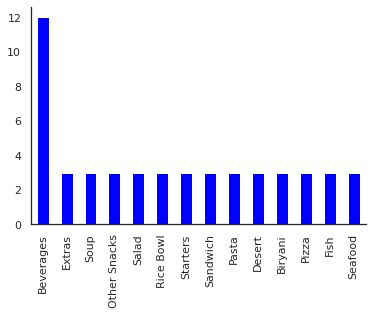 12
10
8
6
4
2
0
Beverages
Extras
Soup
Other Snacks
Salad
Rice Bowl
Starters
Sandwich
Pasta
Desert
Biryani
Pizza
Fish
Seafood